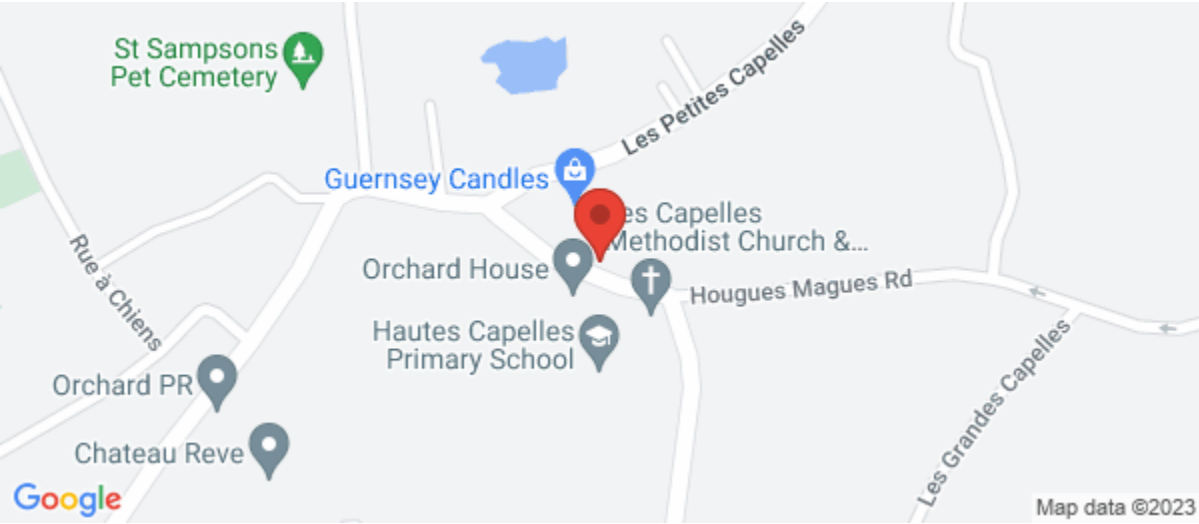 St Sampsons
Pet Cemetery
Les Petites Capelles
Guernsey Candles
es Capelles
Methodist Church &...
Orchard House
Hougues Magues Rd
Rue à Chiens
Hautes Capelles
Primary School
Orchard PR
Les Grandes Capelles
Chateau Reve
Google
Map data ©2023